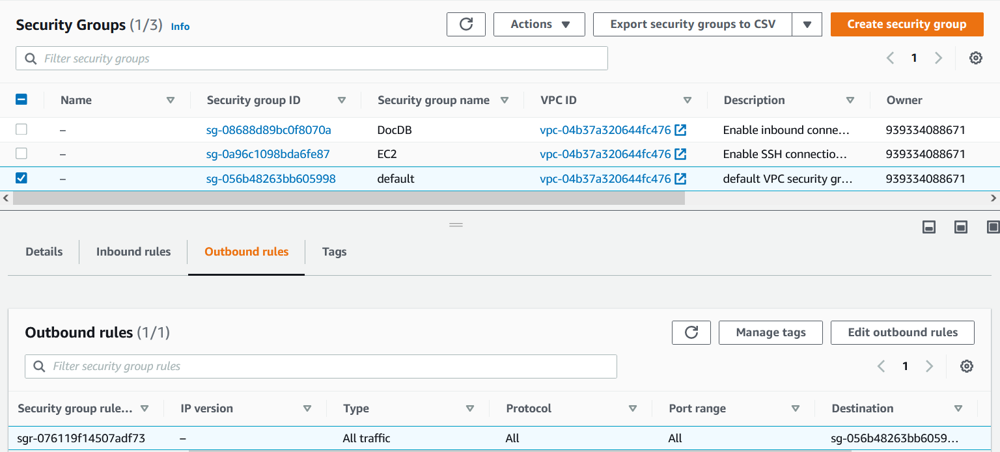 Security Groups (1/3) Info Actions Export security groups to CSV Create security group
Filter security groups 1
Name Security group ID Security group name VPC ID Description Owner
– sg-08688d89bc0f8070a DocDB vpc-04b37a320644fc476 Enable inbound conne... 939334088671
– sg-0a96c1098bda6fe87 EC2 vpc-04b37a320644fc476 Enable SSH connectio... 939334088671
– sg-056b48263bb605998 default vpc-04b37a320644fc476 default VPC security gr... 939334088671
Details Inbound rules Outbound rules Tags
Outbound rules (1/1) Manage tags Edit outbound rules
Filter security group rules 1
Security group rule... IP version Type Protocol Port range Destination
sgr-076119f14507adf73 – All traffic All All sg-056b48263bb6059...